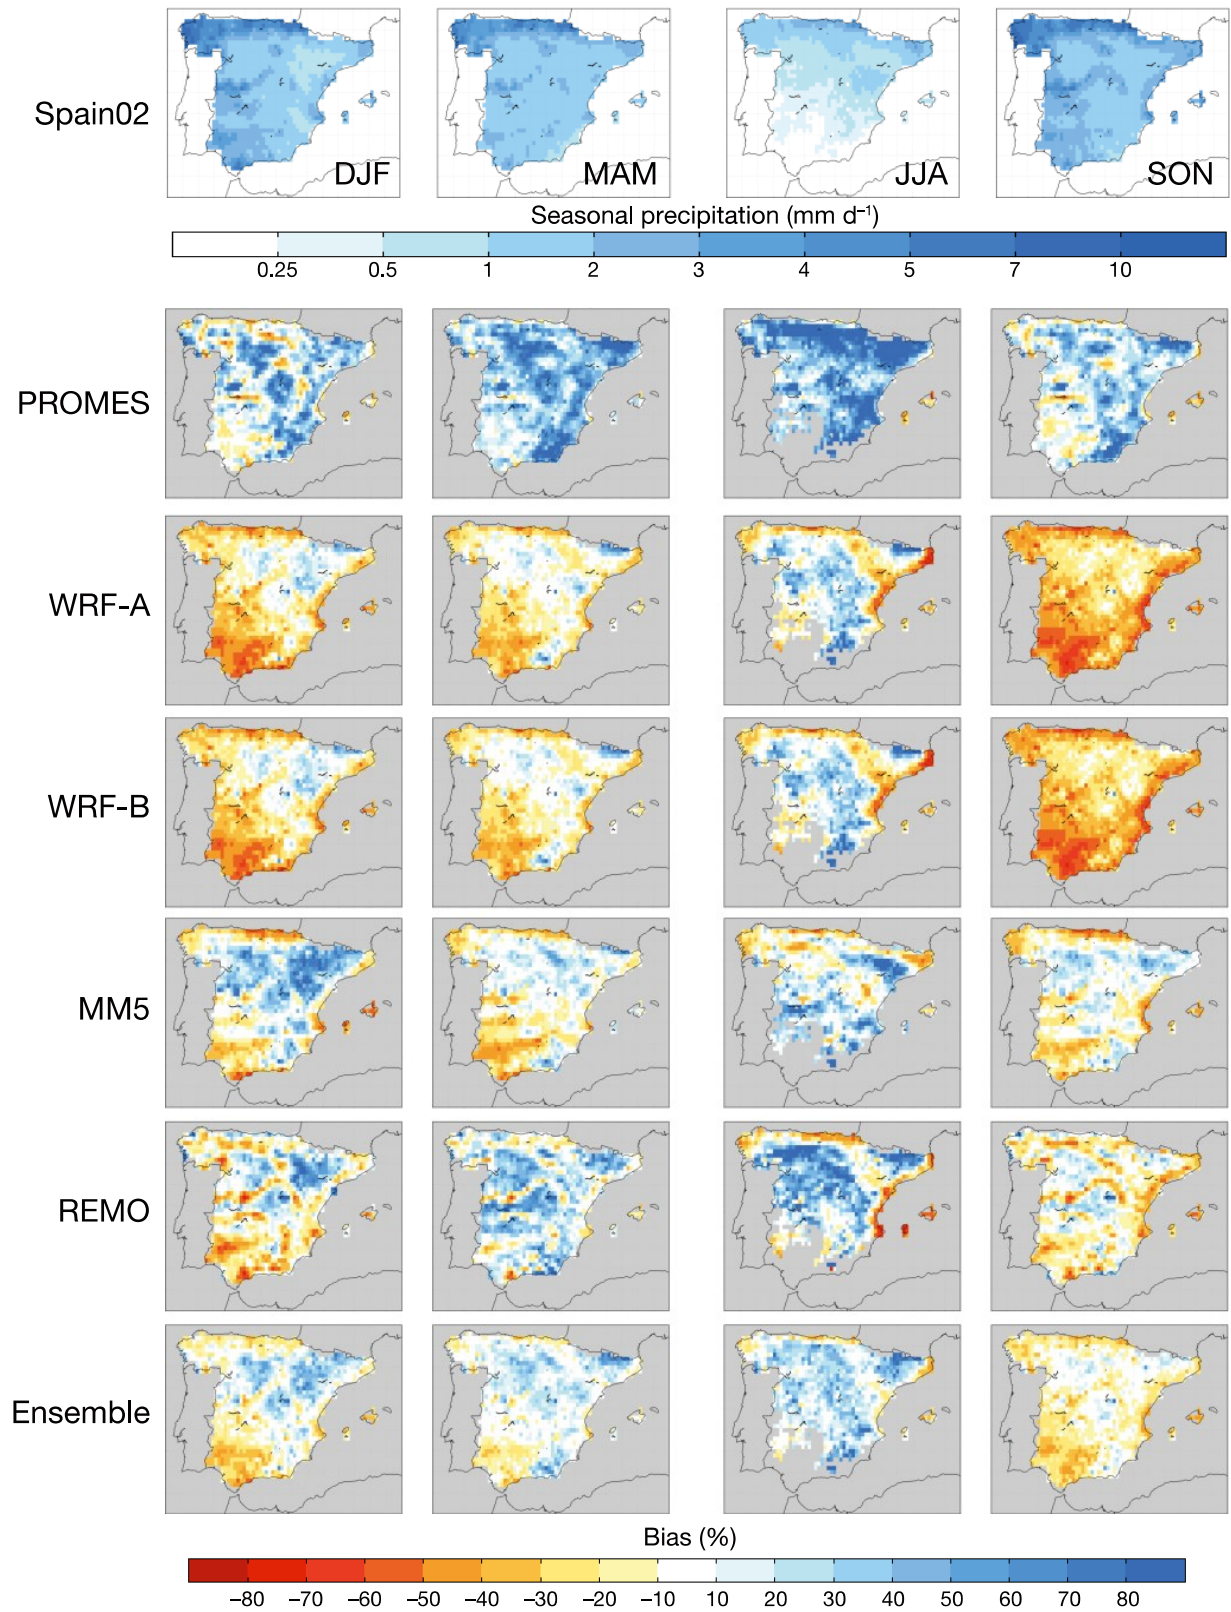 Spain02
DJF
MAM
JJA
SON
Seasonal precipitation (mm d⁻¹)
0.25 0.5 1 2 3 4 5 7 10
PROMES
WRF-A
WRF-B
MM5
REMO
Ensemble
Bias (%)
−80 −70 −60 −50 −40 −30 −20 −10 10 20 30 40 50 60 70 80